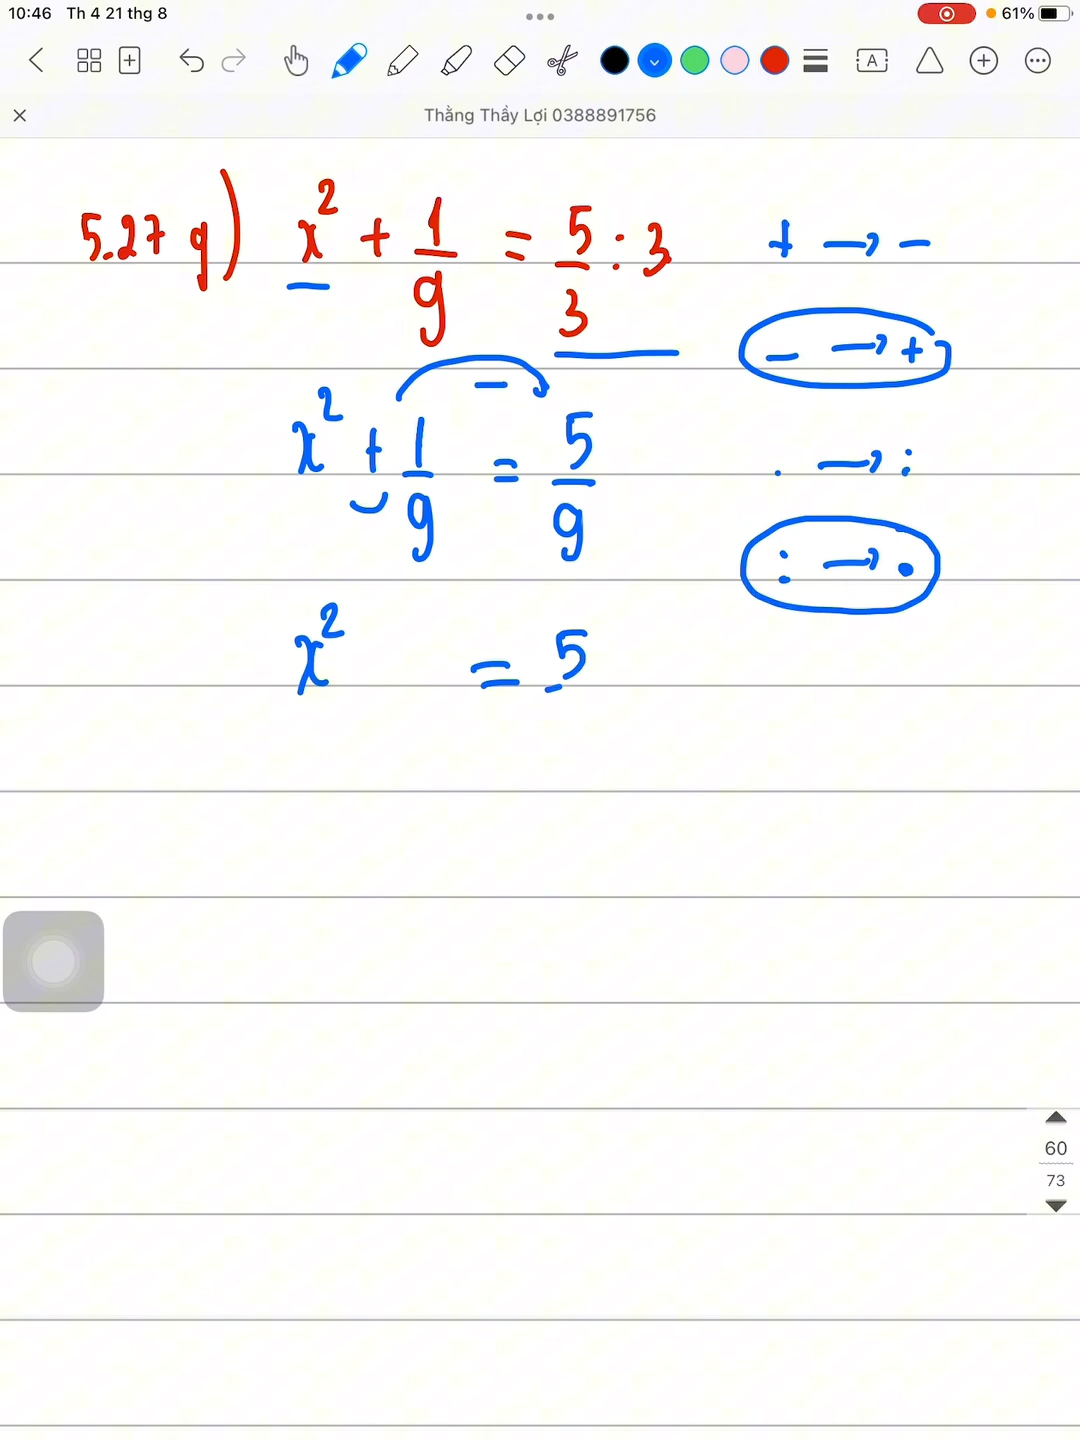 10:46 Th 4 21 thg 8 61%
A
Thằng Thầy Lợi 0388891756
5.27 g) x² + 1/9 = 5/3 : 3
+ → −
− → +
−
x² + 1/9 = 5/9
. → :
: → .
x² = 5
60
73